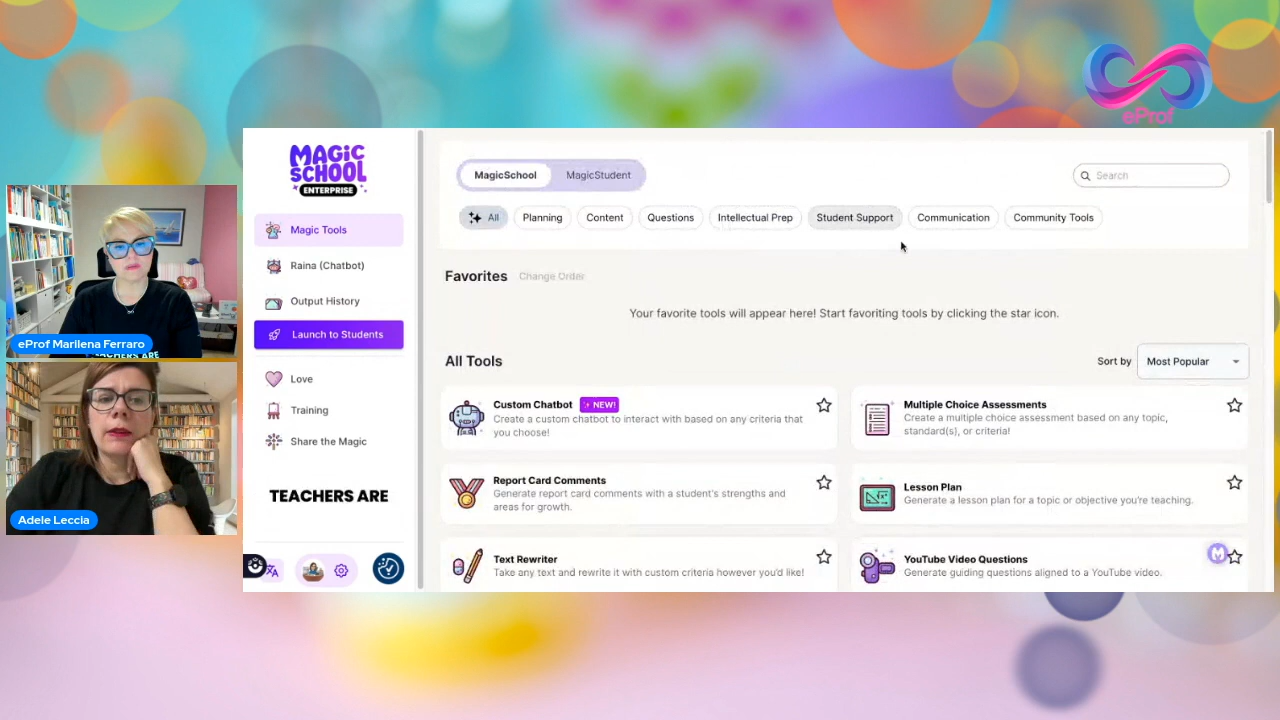 eProf
MAGIC
SCHOOL
ENTERPRISE
Magic Tools
Raina (Chatbot)
Output History
Launch to Students
Love
Training
Share the Magic
TEACHERS ARE
MagicSchool
MagicStudent
Search
All
Planning
Content
Questions
Intellectual Prep
Student Support
Communication
Community Tools
Favorites
Change Order
Your favorite tools will appear here! Start favoriting tools by clicking the star icon.
All Tools
Sort by
Most Popular
Custom Chatbot
NEW!
Create a custom chatbot to interact with based on any criteria that
you choose!
Multiple Choice Assessments
Create a multiple choice assessment based on any topic,
standard(s), or criteria!
Report Card Comments
Generate report card comments with a student's strengths and
areas for growth.
Lesson Plan
Generate a lesson plan for a topic or objective you're teaching.
Text Rewriter
Take any text and rewrite it with custom criteria however you'd like!
YouTube Video Questions
Generate guiding questions aligned to a YouTube video.
eProf Marilena Ferraro
TEACHERS ARE
Adele Leccia